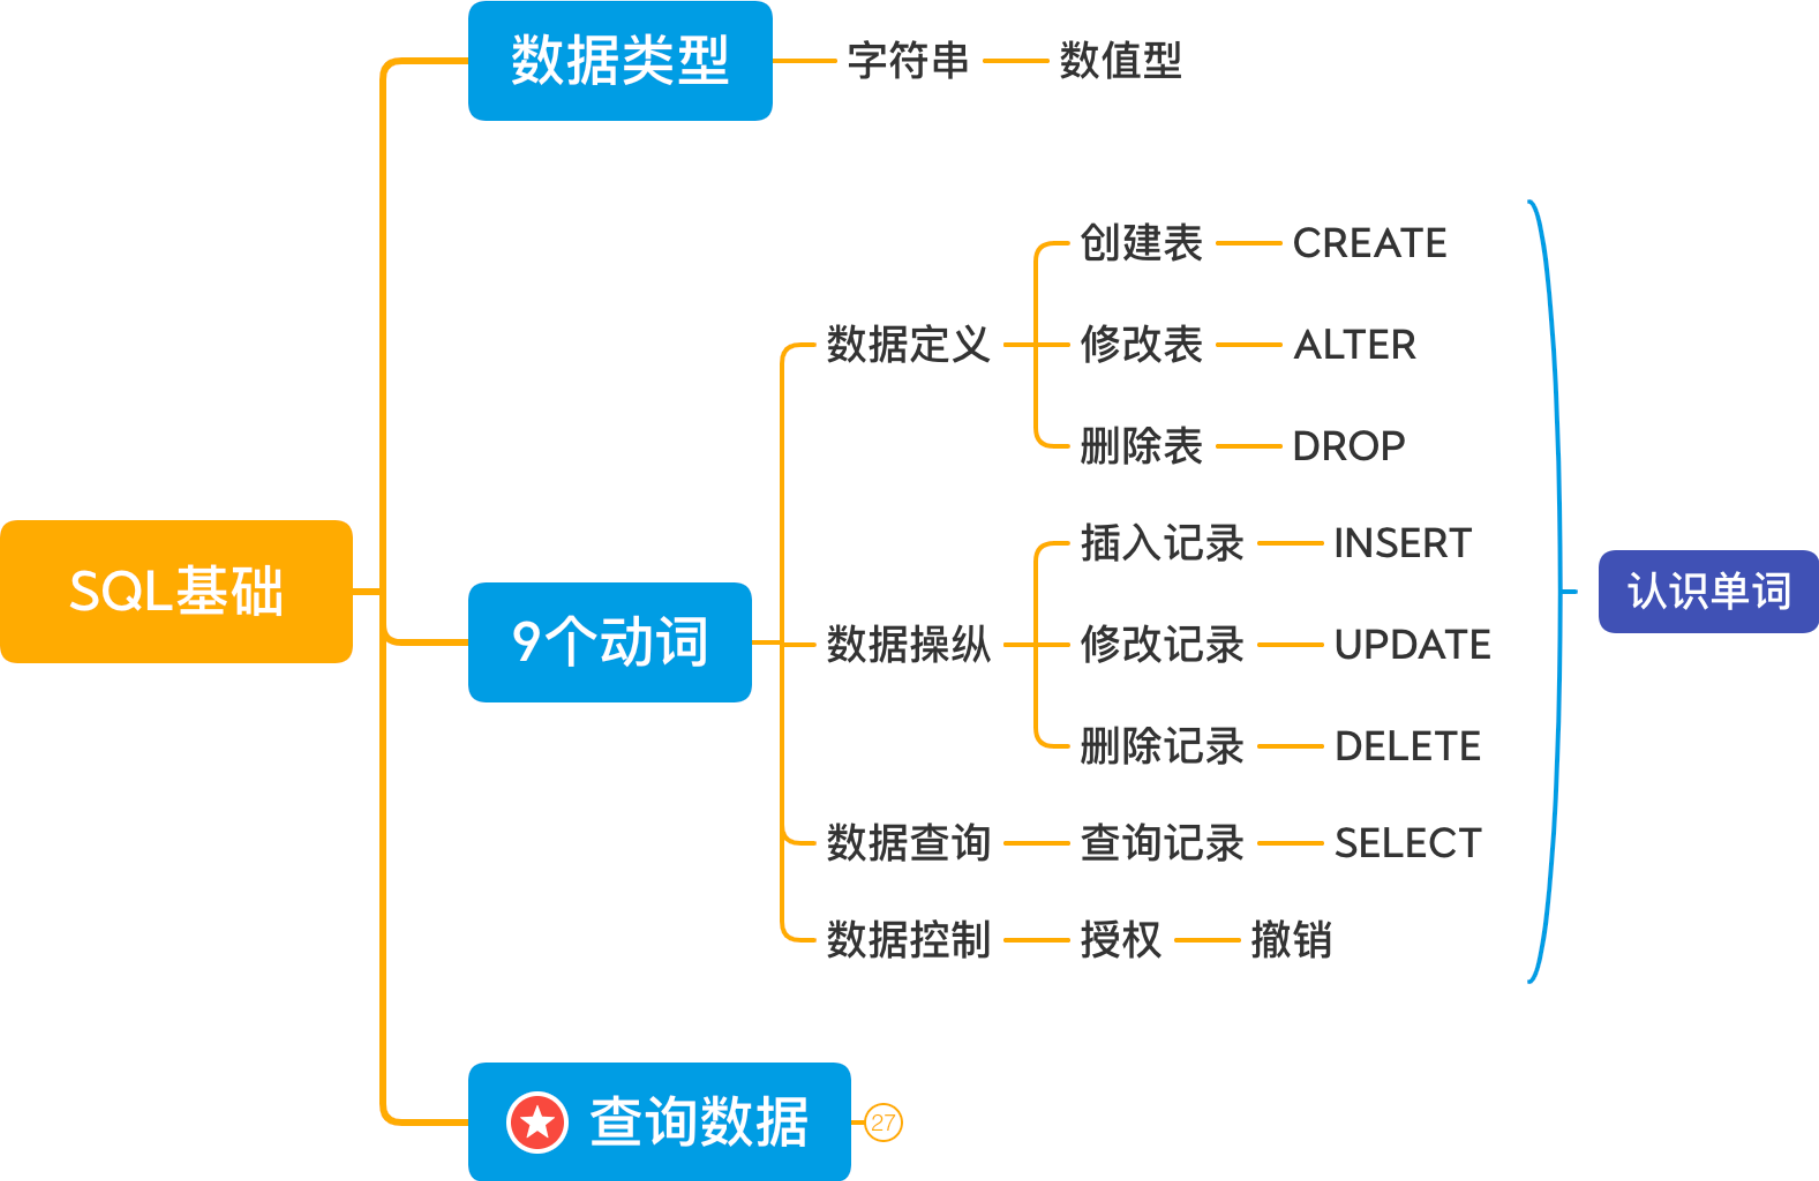 数据类型
字符串
数值型
SQL基础
9个动词
数据定义
创建表
CREATE
修改表
ALTER
删除表
DROP
数据操纵
插入记录
INSERT
修改记录
UPDATE
删除记录
DELETE
数据查询
查询记录
SELECT
数据控制
授权
撤销
认识单词
查询数据
27